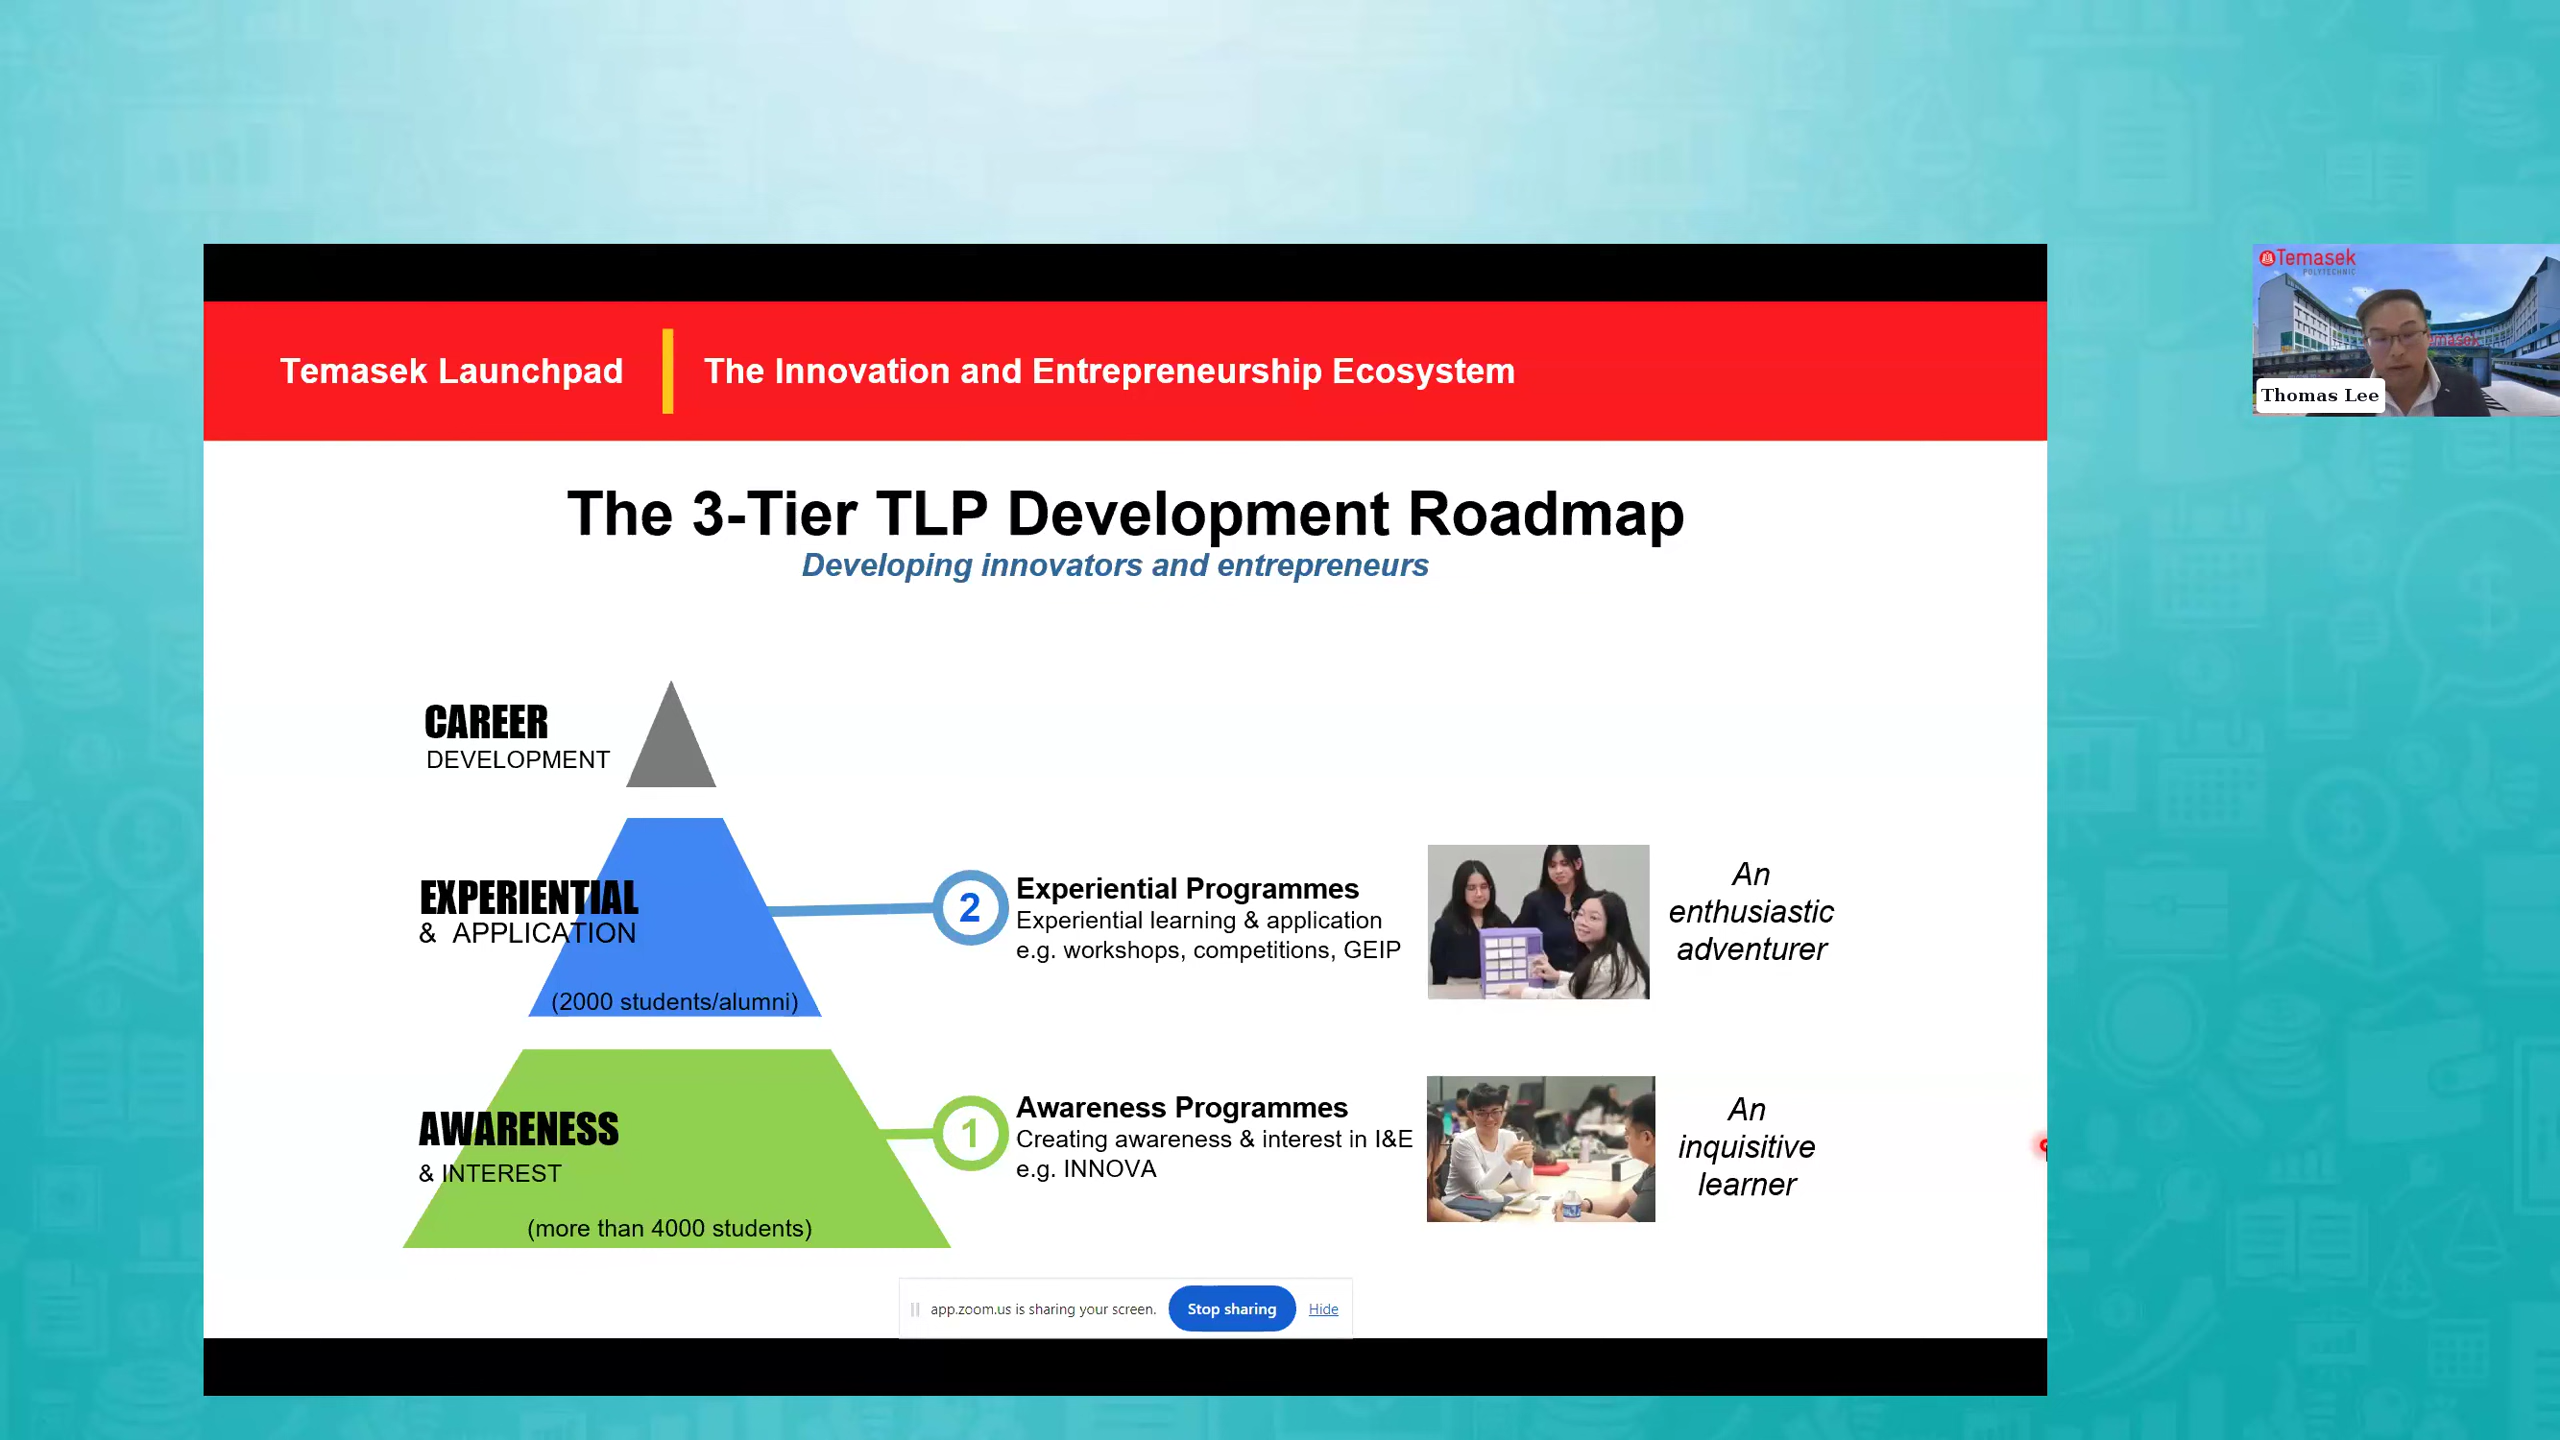 Temasek
POLYTECHNIC
Thomas Lee
Temasek Launchpad
The Innovation and Entrepreneurship Ecosystem
The 3-Tier TLP Development Roadmap
Developing innovators and entrepreneurs
CAREER
DEVELOPMENT
EXPERIENTIAL
& APPLICATION
(2000 students/alumni)
2
Experiential Programmes
Experiential learning & application
e.g. workshops, competitions, GEIP
An
enthusiastic
adventurer
AWARENESS
& INTEREST
(more than 4000 students)
1
Awareness Programmes
Creating awareness & interest in I&E
e.g. INNOVA
An
inquisitive
learner
app.zoom.us is sharing your screen.
Stop sharing
Hide